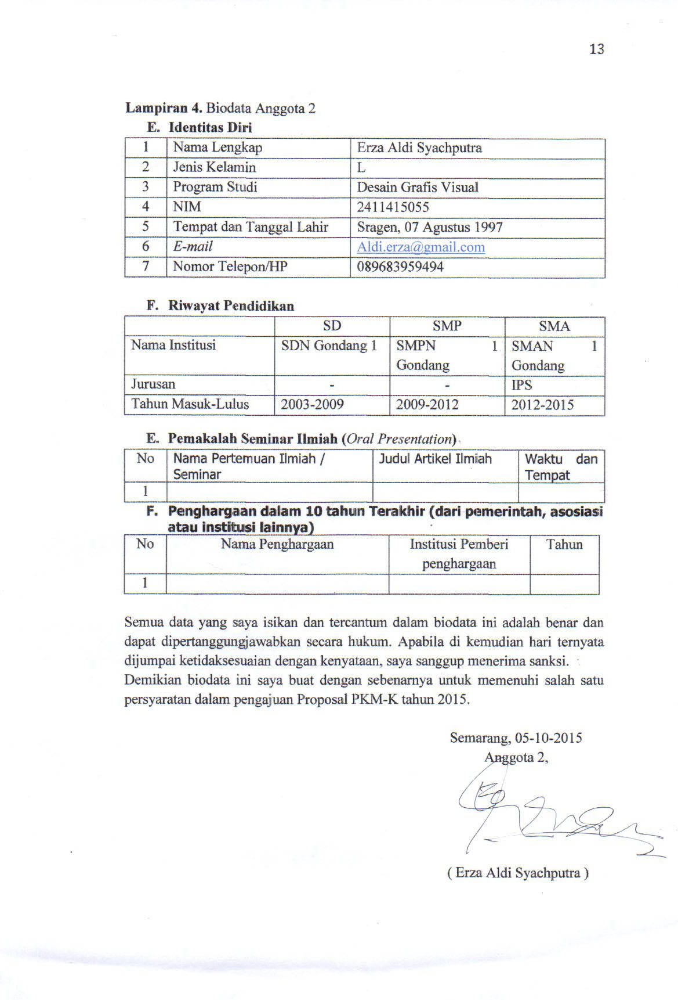 13
Lampiran 4. Biodata Anggota 2
E. Identitas Diri
1 Nama Lengkap Erza Aldi Syachputra
2 Jenis Kelamin L
3 Program Studi Desain Grafis Visual
4 NIM 2411415055
5 Tempat dan Tanggal Lahir Sragen, 07 Agustus 1997
6 E-mail Aldi.erza@gmail.com
7 Nomor Telepon/HP 089683959494
F. Riwayat Pendidikan
SD SMP SMA
Nama Institusi SDN Gondang 1 SMPN 1 SMAN 1
Gondang Gondang
Jurusan - - IPS
Tahun Masuk-Lulus 2003-2009 2009-2012 2012-2015
E. Pemakalah Seminar Ilmiah (Oral Presentation)
No Nama Pertemuan Ilmiah / Judul Artikel Ilmiah Waktu dan
Seminar Tempat
1
F. Penghargaan dalam 10 tahun Terakhir (dari pemerintah, asosiasi
atau institusi lainnya)
No Nama Penghargaan Institusi Pemberi Tahun
penghargaan
1
Semua data yang saya isikan dan tercantum dalam biodata ini adalah benar dan
dapat dipertanggungjawabkan secara hukum. Apabila di kemudian hari ternyata
dijumpai ketidaksesuaian dengan kenyataan, saya sanggup menerima sanksi.
Demikian biodata ini saya buat dengan sebenarnya untuk memenuhi salah satu
persyaratan dalam pengajuan Proposal PKM-K tahun 2015.
Semarang, 05-10-2015
Anggota 2,
( Erza Aldi Syachputra )